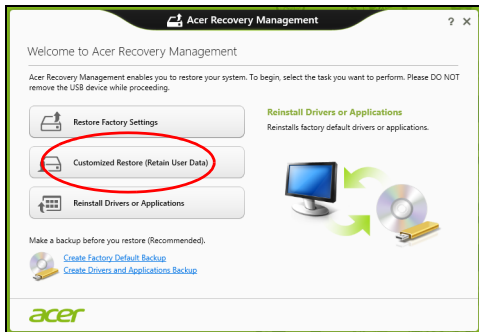 Acer Recovery Management
? ×
Welcome to Acer Recovery Management
Acer Recovery Management enables you to restore your system. To begin, select the task you want to perform. Please DO NOT
remove the USB device while proceeding.
Restore Factory Settings
Customized Restore (Retain User Data)
Reinstall Drivers or Applications
Reinstall Drivers or Applications
Reinstalls factory default drivers or applications.
Make a backup before you restore (Recommended).
Create Factory Default Backup
Create Drivers and Applications Backup
acer